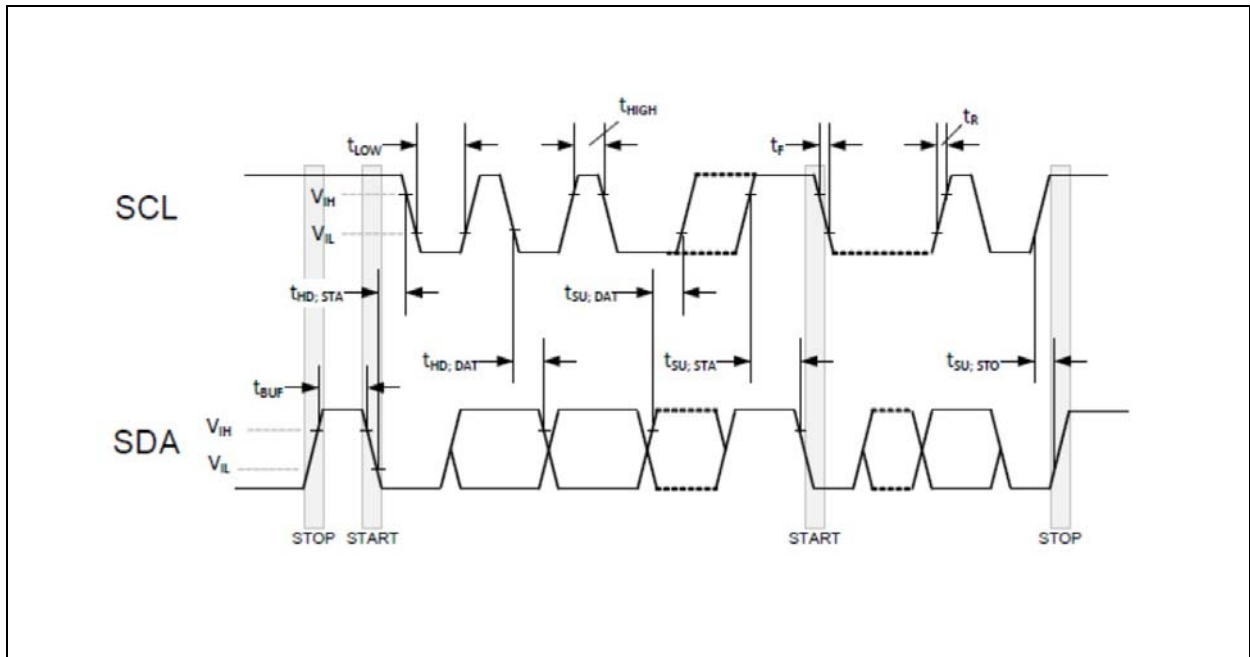 tHIGH
tLOW
tF
tR
SCL
VIH
VIL
tHD; STA
tSU; DAT
tHD; DAT
tSU; STA
tSU; STO
tBUF
SDA
VIH
VIL
STOP START START STOP